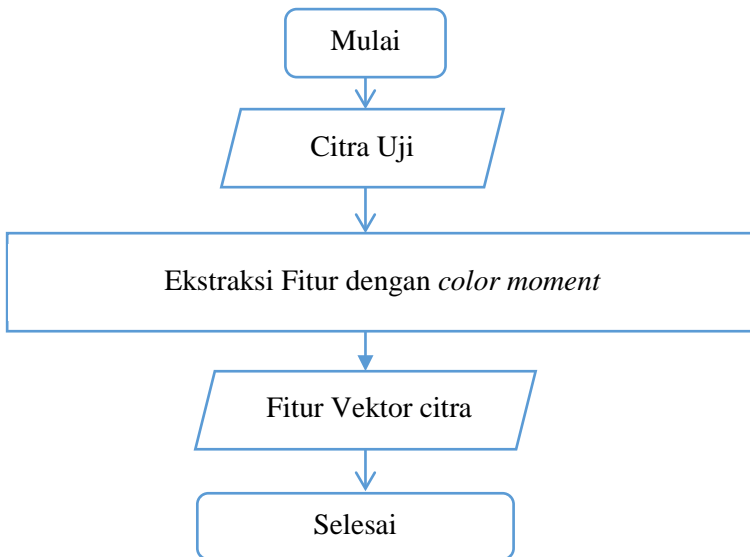 Mulai
Citra Uji
Ekstraksi Fitur dengan color moment
Fitur Vektor citra
Selesai